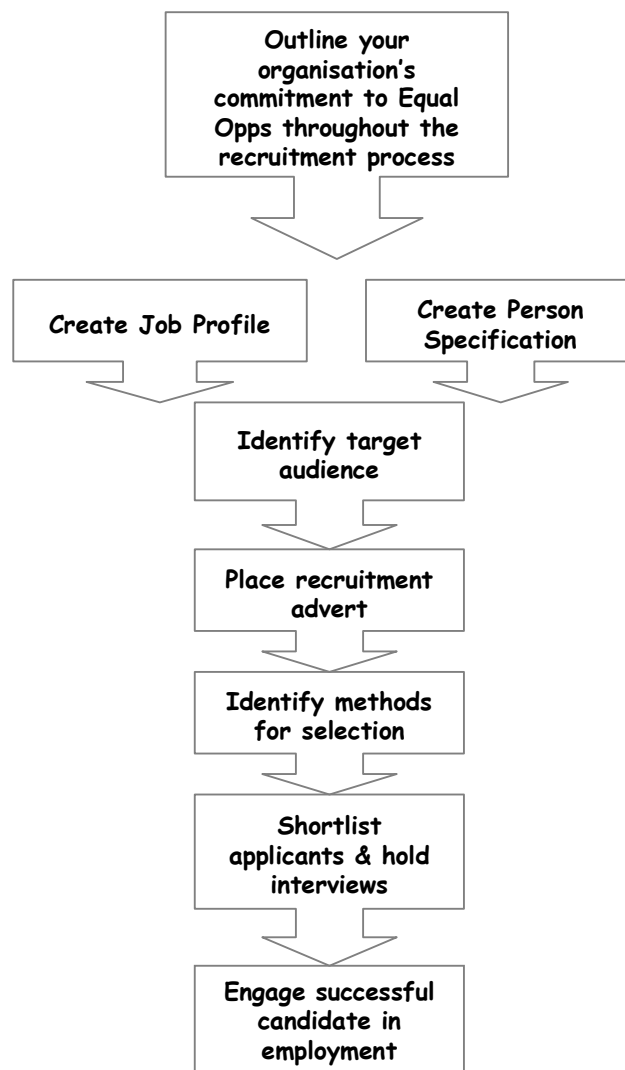 Outline your
organisation's
commitment to Equal
Opps throughout the
recruitment process
Create Job Profile
Create Person
Specification
Identify target
audience
Place recruitment
advert
Identify methods
for selection
Shortlist
applicants & hold
interviews
Engage successful
candidate in
employment